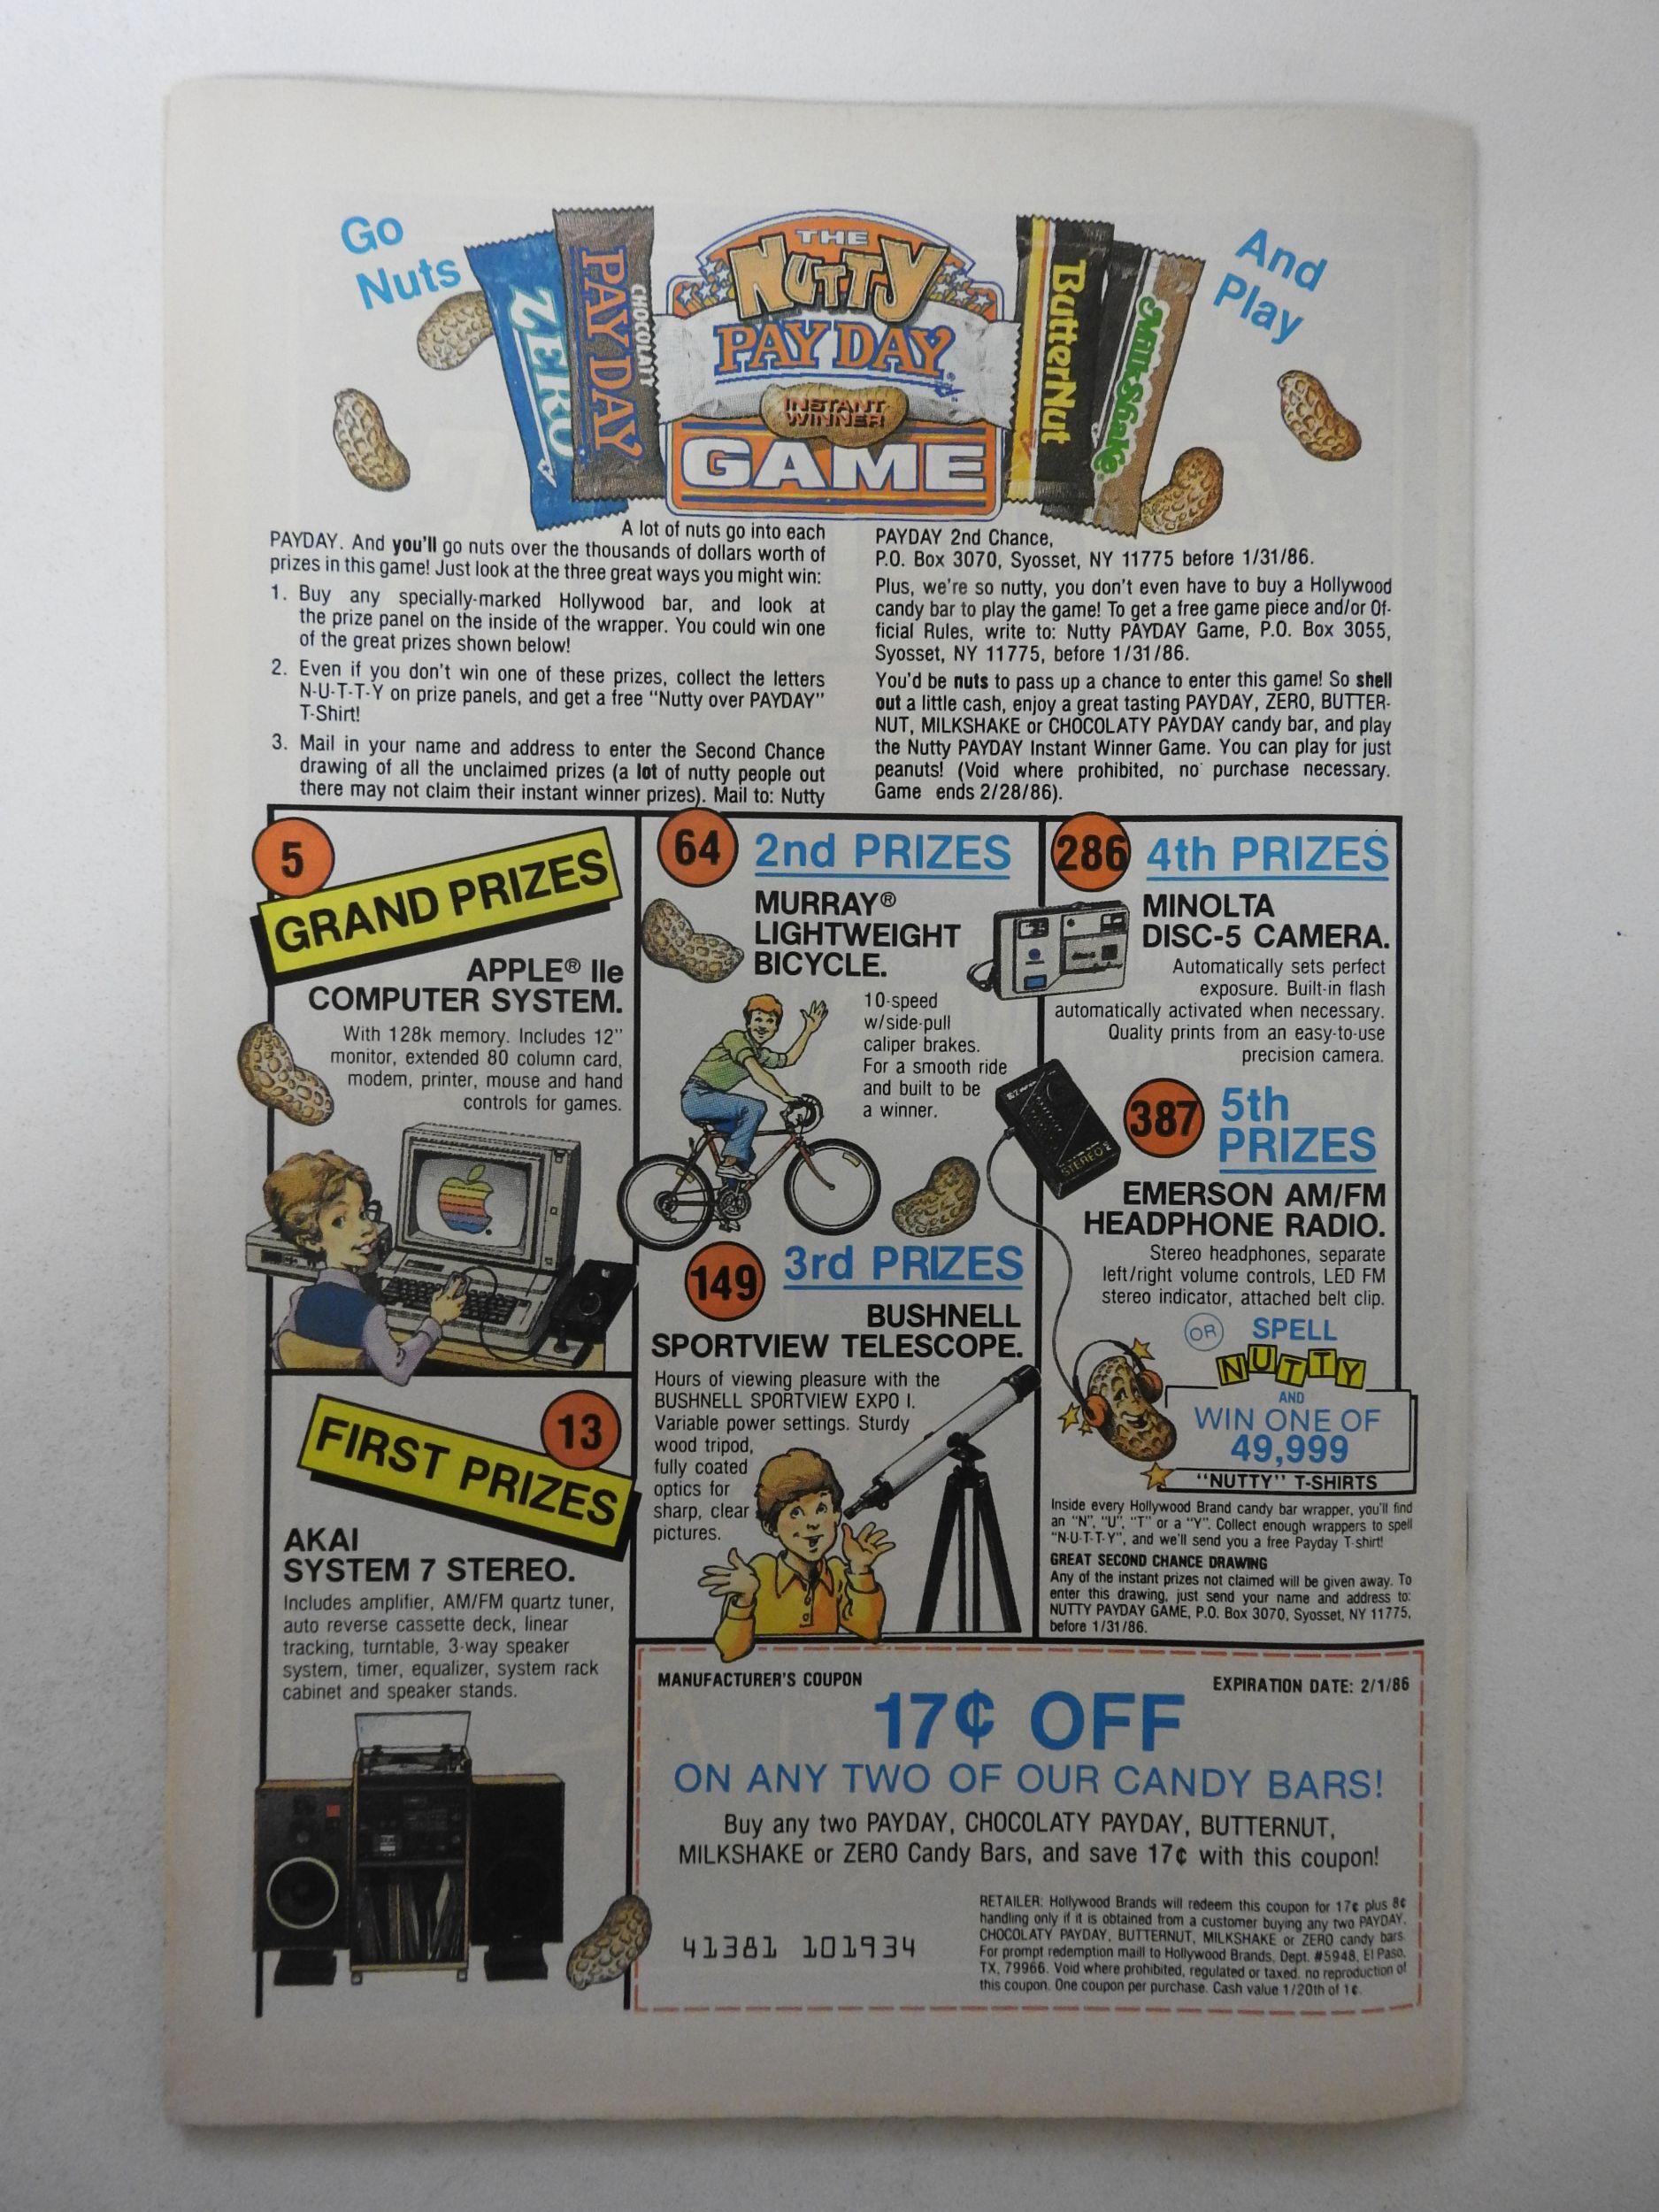 Go
Nuts
And
Play
ZERO
CHOCOLATY
PAY DAY
THE
NUTTY
PAY DAY
INSTANT
WINNER
GAME
ButterNut
MilkShake
A lot of nuts go into each
PAYDAY. And you'll go nuts over the thousands of dollars worth of
prizes in this game! Just look at the three great ways you might win:
1. Buy any specially-marked Hollywood bar, and look at
the prize panel on the inside of the wrapper. You could win one
of the great prizes shown below!
2. Even if you don't win one of these prizes, collect the letters
N-U-T-T-Y on prize panels, and get a free "Nutty over PAYDAY"
T-Shirt!
3. Mail in your name and address to enter the Second Chance
drawing of all the unclaimed prizes (a lot of nutty people out
there may not claim their instant winner prizes). Mail to: Nutty
PAYDAY 2nd Chance,
P.O. Box 3070, Syosset, NY 11775 before 1/31/86.
Plus, we're so nutty, you don't even have to buy a Hollywood
candy bar to play the game! To get a free game piece and/or Of-
ficial Rules, write to: Nutty PAYDAY Game, P.O. Box 3055,
Syosset, NY 11775, before 1/31/86.
You'd be nuts to pass up a chance to enter this game! So shell
out a little cash, enjoy a great tasting PAYDAY, ZERO, BUTTER-
NUT, MILKSHAKE or CHOCOLATY PAYDAY candy bar, and play
the Nutty PAYDAY Instant Winner Game. You can play for just
peanuts! (Void where prohibited, no purchase necessary.
Game ends 2/28/86).
5
GRAND PRIZES
APPLE® IIe
COMPUTER SYSTEM.
With 128k memory. Includes 12"
monitor, extended 80 column card,
modem, printer, mouse and hand
controls for games.
13
FIRST PRIZES
AKAI
SYSTEM 7 STEREO.
Includes amplifier, AM/FM quartz tuner,
auto reverse cassette deck, linear
tracking, turntable, 3-way speaker
system, timer, equalizer, system rack
cabinet and speaker stands.
64
2nd PRIZES
MURRAY®
LIGHTWEIGHT
BICYCLE.
10-speed
w/side-pull
caliper brakes.
For a smooth ride
and built to be
a winner.
149
3rd PRIZES
BUSHNELL
SPORTVIEW TELESCOPE.
Hours of viewing pleasure with the
BUSHNELL SPORTVIEW EXPO I.
Variable power settings. Sturdy
wood tripod,
fully coated
optics for
sharp, clear
pictures.
286
4th PRIZES
MINOLTA
DISC-5 CAMERA.
Automatically sets perfect
exposure. Built-in flash
automatically activated when necessary.
Quality prints from an easy-to-use
precision camera.
387
5th
PRIZES
STEREO
EMERSON AM/FM
HEADPHONE RADIO.
Stereo headphones, separate
left/right volume controls, LED FM
stereo indicator, attached belt clip.
OR SPELL
NUTTY
AND
WIN ONE OF
49,999
"NUTTY" T-SHIRTS
Inside every Hollywood Brand candy bar wrapper, you'll find
an "N", "U", "T" or a "Y". Collect enough wrappers to spell
"N-U-T-T-Y", and we'll send you a free Payday T-shirt!
GREAT SECOND CHANCE DRAWING
Any of the instant prizes not claimed will be given away. To
enter this drawing, just send your name and address to:
NUTTY PAYDAY GAME, P.O. Box 3070, Syosset, NY 11775,
before 1/31/86.
MANUFACTURER'S COUPON
EXPIRATION DATE: 2/1/86
17¢ OFF
ON ANY TWO OF OUR CANDY BARS!
Buy any two PAYDAY, CHOCOLATY PAYDAY, BUTTERNUT,
MILKSHAKE or ZERO Candy Bars, and save 17¢ with this coupon!
41381 101934
RETAILER: Hollywood Brands will redeem this coupon for 17¢ plus 8¢
handling only if it is obtained from a customer buying any two PAYDAY,
CHOCOLATY PAYDAY, BUTTERNUT, MILKSHAKE or ZERO candy bars.
For prompt redemption maill to Hollywood Brands, Dept. #5948, El Paso,
TX, 79966. Void where prohibited, regulated or taxed. no reproduction of
this coupon. One coupon per purchase. Cash value 1/20th of 1¢.